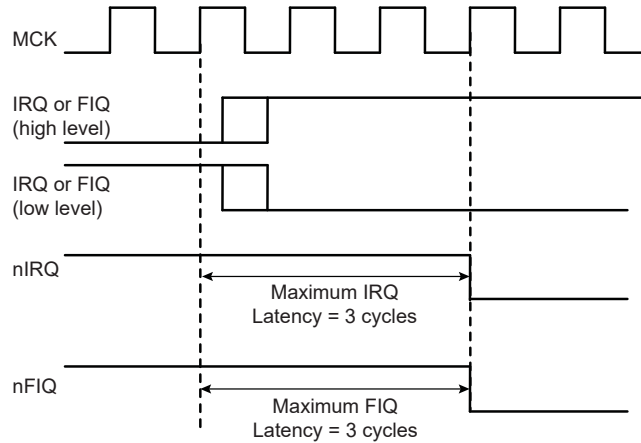 MCK
IRQ or FIQ
(high level)
IRQ or FIQ
(low level)
nIRQ
Maximum IRQ
Latency = 3 cycles
nFIQ
Maximum FIQ
Latency = 3 cycles